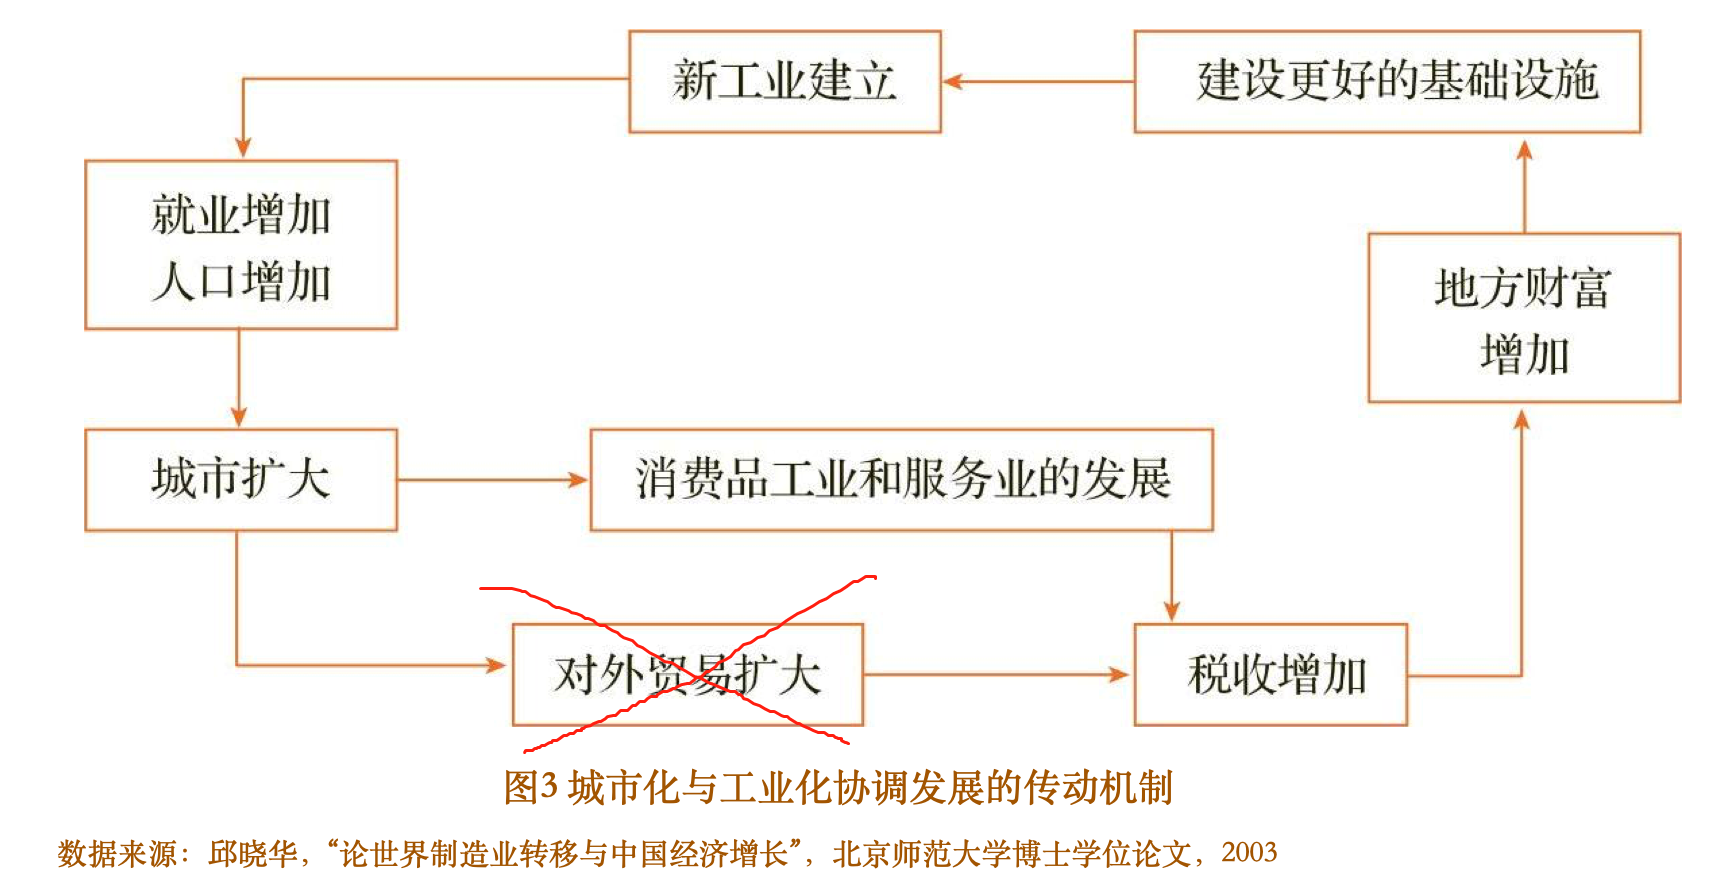 新工业建立
建设更好的基础设施
就业增加
人口增加
地方财富
增加
城市扩大
消费品工业和服务业的发展
对外贸易扩大
税收增加
图3 城市化与工业化协调发展的传动机制
数据来源：邱晓华，“论世界制造业转移与中国经济增长”，北京师范大学博士学位论文，2003